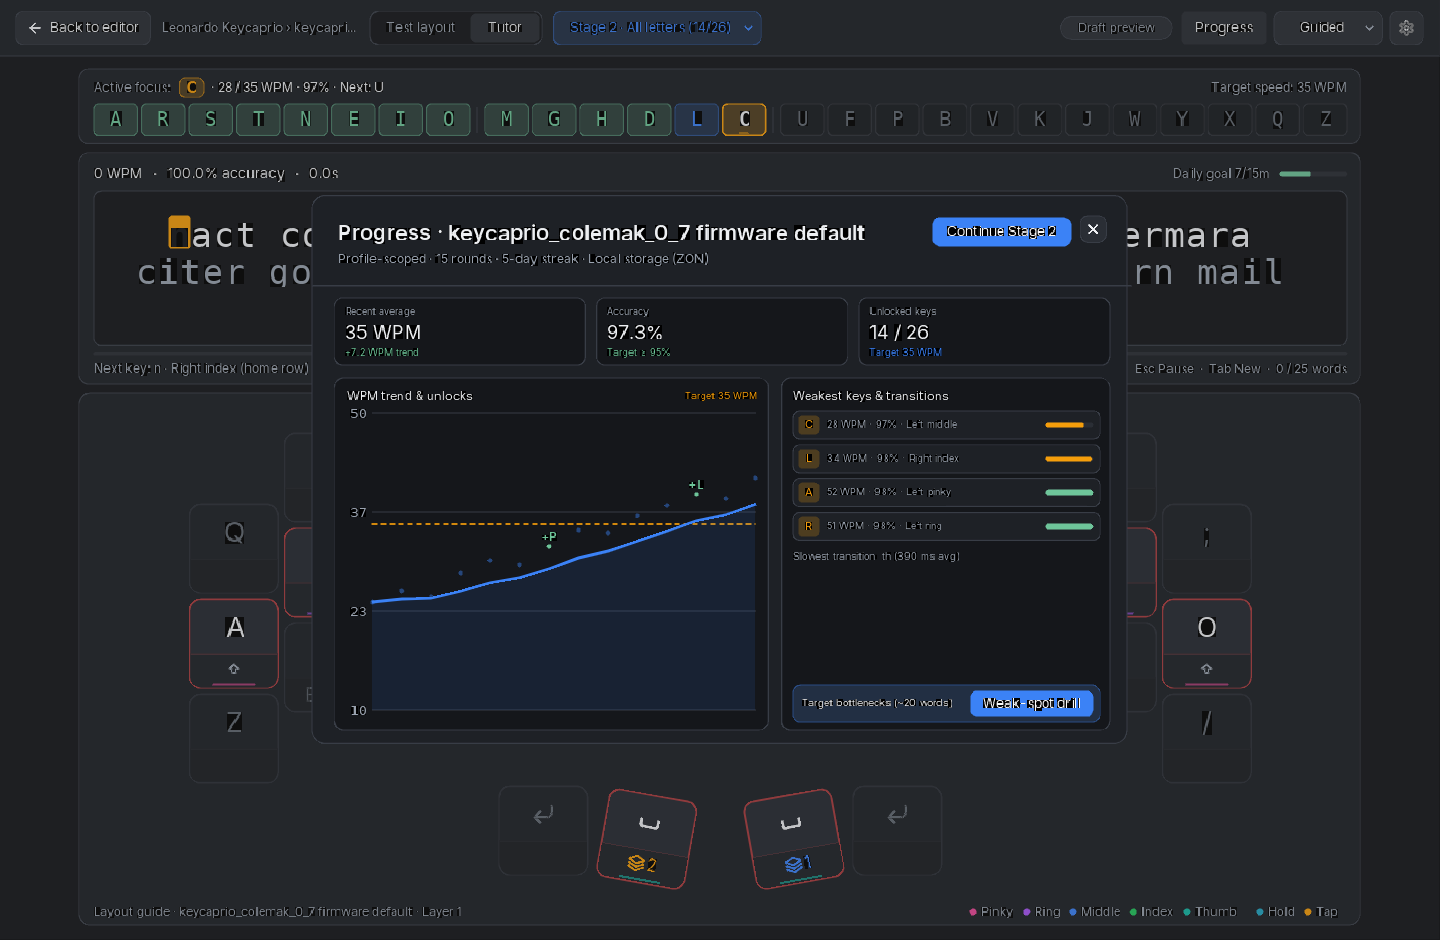 Back to editor
Leonardo Keycaprio › keycapri...
Test layout
Tutor
Stage 2 · All letters (14/26)
Draft preview
Progress
Guided
Active focus: C · 28 / 35 WPM · 97% · Next: U
Target speed: 35 WPM
A R S T N E I O M G H D L C U F P B V K J W Y X Q Z
0 WPM · 100.0% accuracy · 0.0s
Daily goal 7/15m
nact co
ermara
citer go
rn mail
Next key: n · Right index (home row)
Esc Pause · Tab New · 0 / 25 words
Progress · keycaprio_colemak_0_7 firmware default
Continue Stage 2
Profile-scoped · 15 rounds · 5-day streak · Local storage (ZON)
Recent average
35 WPM
+7.2 WPM trend
Accuracy
97.3%
Target ≥ 95%
Unlocked keys
14 / 26
Target 35 WPM
WPM trend & unlocks
Target 35 WPM
50
37
23
10
+P
+L
Weakest keys & transitions
C 28 WPM · 97% · Left middle
L 34 WPM · 98% · Right index
A 52 WPM · 98% · Left pinky
R 51 WPM · 98% · Left ring
Slowest transition th (390 ms avg)
Target bottlenecks (~20 words)
Weak-spot drill
Q
A
Z
;
O
/
2
1
Layout guide · keycaprio_colemak_0_7 firmware default · Layer 1
Pinky Ring Middle Index Thumb Hold Tap